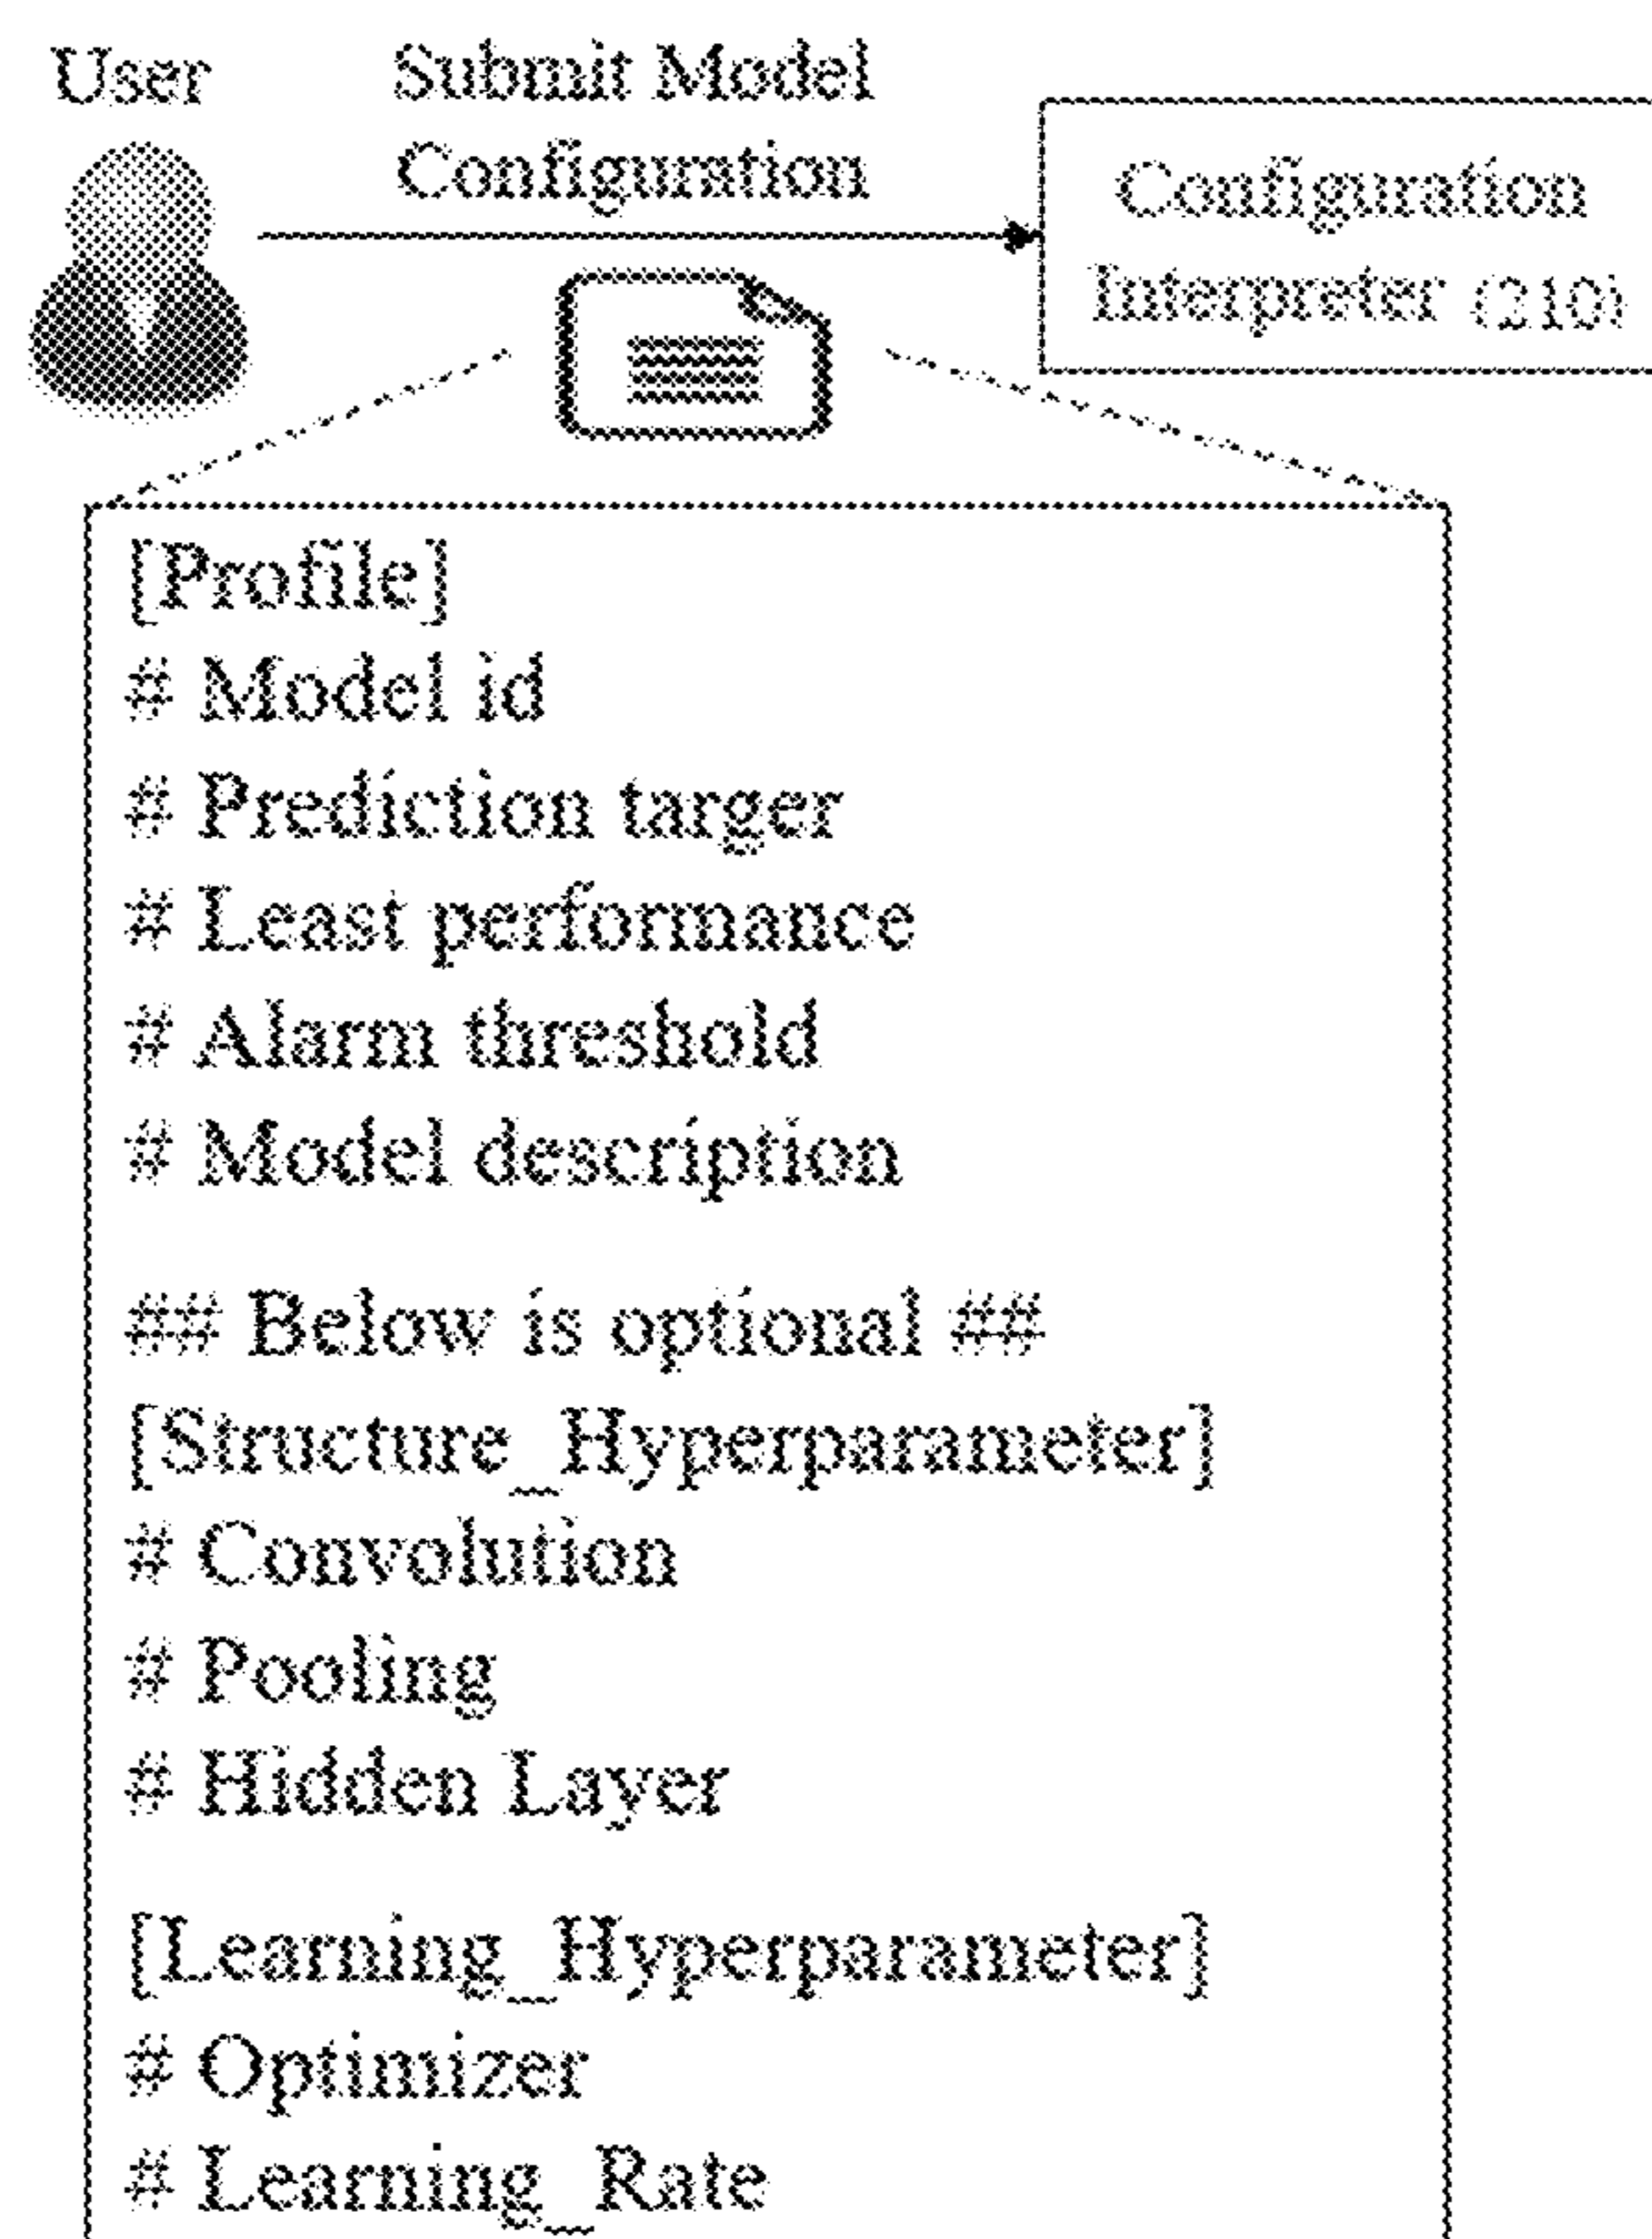 User
Submit Model
Configuration
Configuration
Interpreter (210)
[Profile]
# Model id
# Prediction targer
# Least performance
# Alarm threshold
# Model description
## Below is optional ##
[Structure_Hyperparameter]
# Convolution
# Pooling
# Hidden Layer
[Learning_Hyperparameter]
# Optimizer
# Learning_Rate